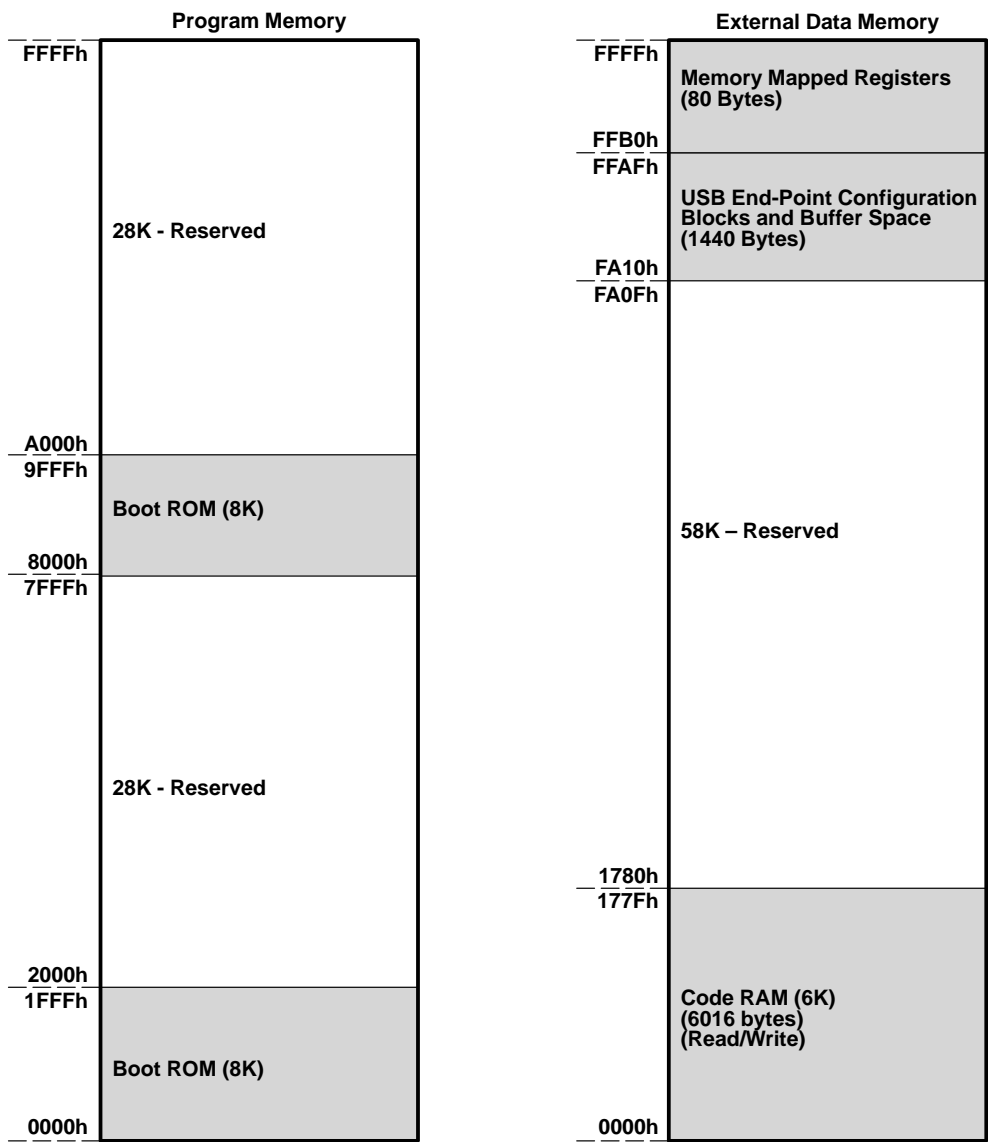 Program Memory
FFFFh
28K - Reserved
A000h
9FFFh
Boot ROM (8K)
8000h
7FFFh
28K - Reserved
2000h
1FFFh
Boot ROM (8K)
0000h
External Data Memory
FFFFh
Memory Mapped Registers
(80 Bytes)
FFB0h
FFAFh
USB End-Point Configuration
Blocks and Buffer Space
(1440 Bytes)
FA10h
FA0Fh
58K – Reserved
1780h
177Fh
Code RAM (6K)
(6016 bytes)
(Read/Write)
0000h